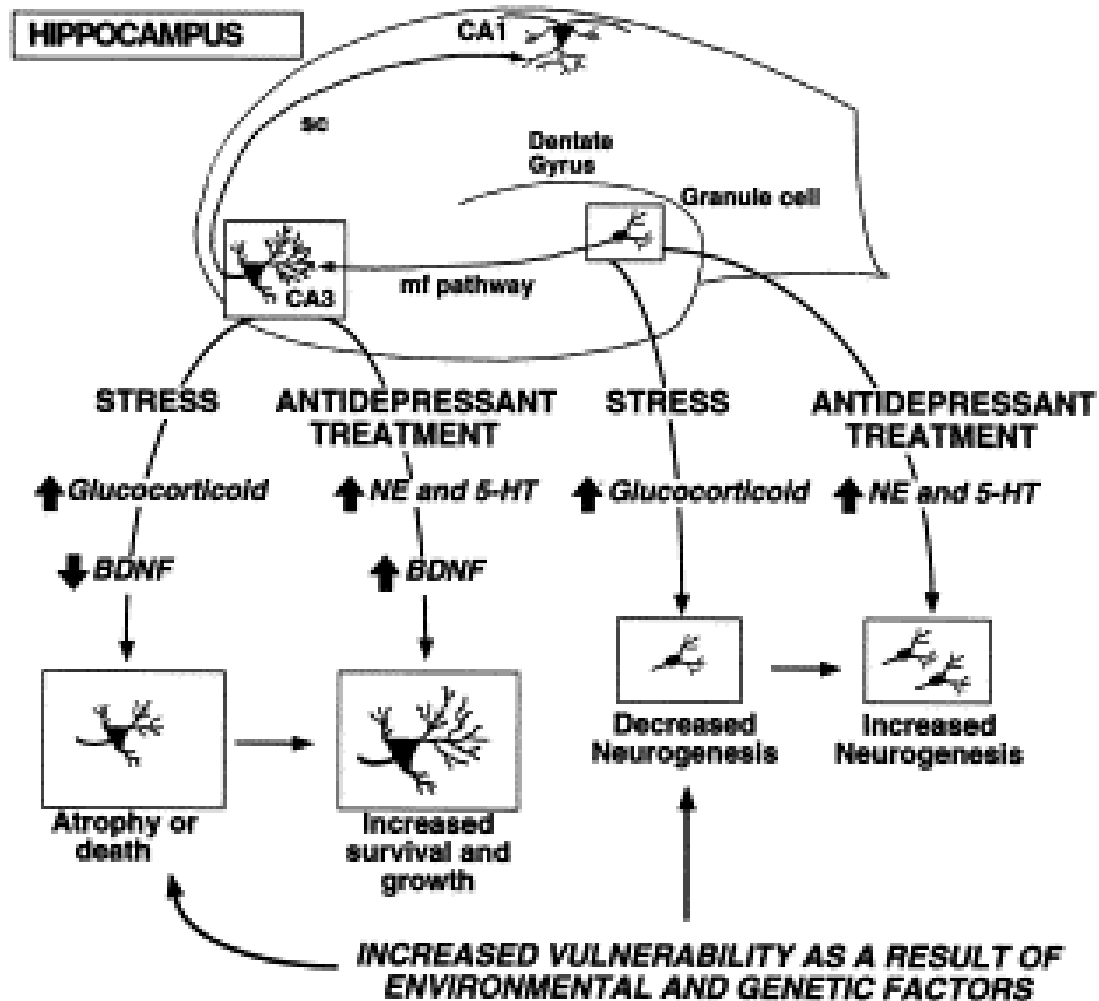 HIPPOCAMPUS
CA1
sc
Dentate
Gyrus
Granule cell
CA3
mf pathway
STRESS
ANTIDEPRESSANT
TREATMENT
STRESS
ANTIDEPRESSANT
TREATMENT
Glucocorticoid
NE and 5-HT
Glucocorticoid
NE and 5-HT
BDNF
BDNF
Decreased
Neurogenesis
Increased
Neurogenesis
Atrophy or
death
Increased
survival and
growth
INCREASED VULNERABILITY AS A RESULT OF
ENVIRONMENTAL AND GENETIC FACTORS